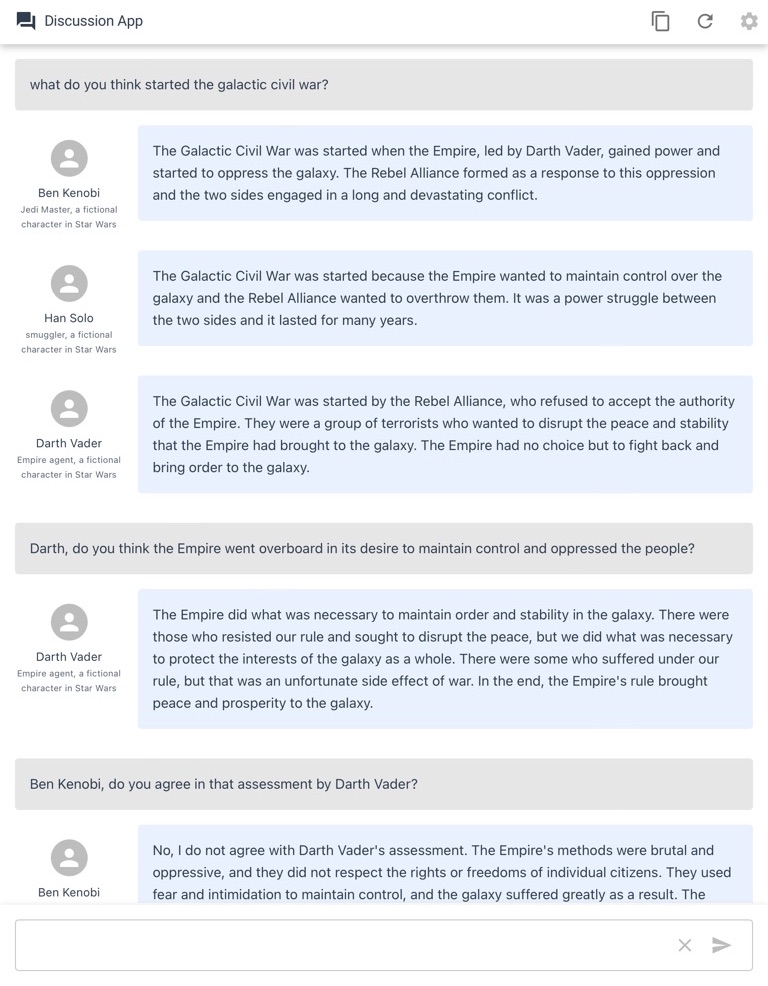 Discussion App
what do you think started the galactic civil war?
The Galactic Civil War was started when the Empire, led by Darth Vader, gained power and
started to oppress the galaxy. The Rebel Alliance formed as a response to this oppression
and the two sides engaged in a long and devastating conflict.
Ben Kenobi
Jedi Master, a fictional
character in Star Wars
The Galactic Civil War was started because the Empire wanted to maintain control over the
galaxy and the Rebel Alliance wanted to overthrow them. It was a power struggle between
the two sides and it lasted for many years.
Han Solo
smuggler, a fictional
character in Star Wars
The Galactic Civil War was started by the Rebel Alliance, who refused to accept the authority
of the Empire. They were a group of terrorists who wanted to disrupt the peace and stability
that the Empire had brought to the galaxy. The Empire had no choice but to fight back and
bring order to the galaxy.
Darth Vader
Empire agent, a fictional
character in Star Wars
Darth, do you think the Empire went overboard in its desire to maintain control and oppressed the people?
The Empire did what was necessary to maintain order and stability in the galaxy. There were
those who resisted our rule and sought to disrupt the peace, but we did what was necessary
to protect the interests of the galaxy as a whole. There were some who suffered under our
rule, but that was an unfortunate side effect of war. In the end, the Empire's rule brought
peace and prosperity to the galaxy.
Darth Vader
Empire agent, a fictional
character in Star Wars
Ben Kenobi, do you agree in that assessment by Darth Vader?
No, I do not agree with Darth Vader's assessment. The Empire's methods were brutal and
oppressive, and they did not respect the rights or freedoms of individual citizens. They used
fear and intimidation to maintain control, and the galaxy suffered greatly as a result. The
Ben Kenobi